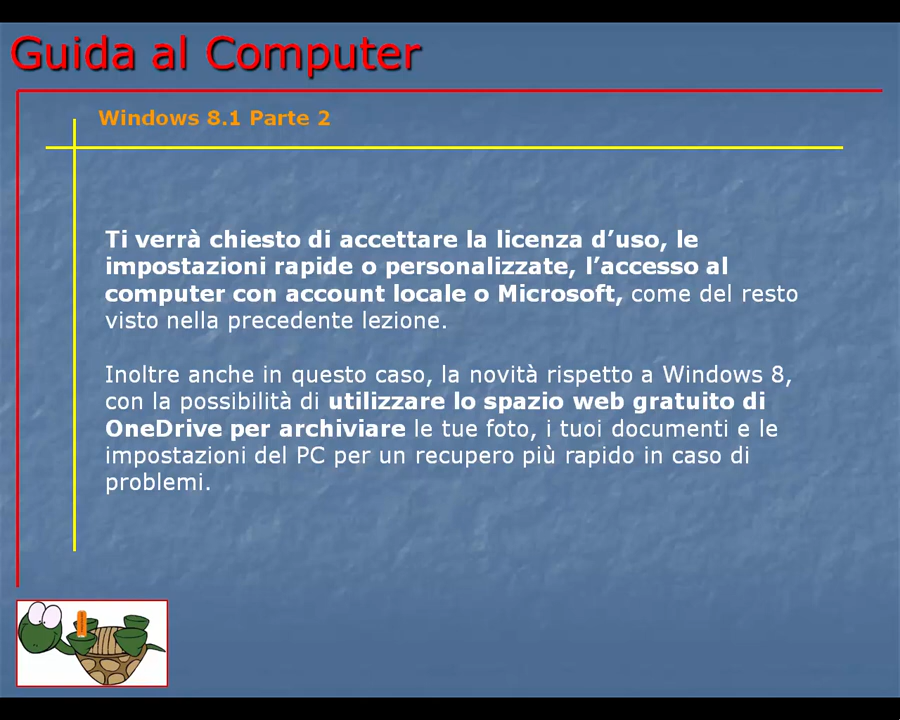 Guida al Computer
Windows 8.1 Parte 2
Ti verrà chiesto di accettare la licenza d’uso, le
impostazioni rapide o personalizzate, l’accesso al
computer con account locale o Microsoft, come del resto
visto nella precedente lezione.
Inoltre anche in questo caso, la novità rispetto a Windows 8,
con la possibilità di utilizzare lo spazio web gratuito di
OneDrive per archiviare le tue foto, i tuoi documenti e le
impostazioni del PC per un recupero più rapido in caso di
problemi.